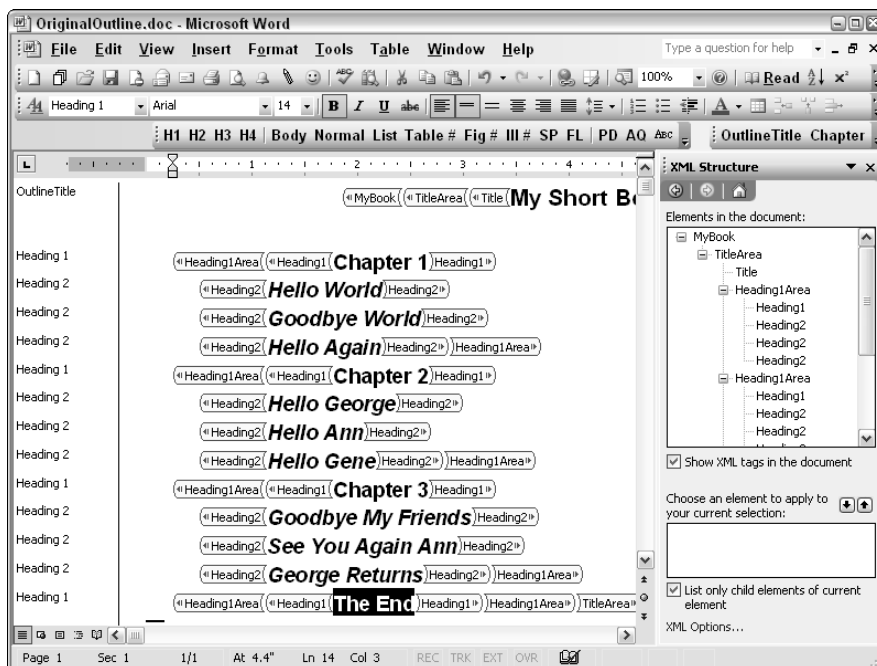 OriginalOutline.doc - Microsoft Word
File Edit View Insert Format Tools Table Window Help Type a question for help
100% Read
Heading 1 Arial 14 B I U abc A
H1 H2 H3 H4 Body Normal List Table # Fig # Ill # SP FL PD AQ ABC OutlineTitle Chapter
L 1 2 3 4
OutlineTitle MyBook TitleArea Title My Short B
Heading 1 Heading1Area Heading1 Chapter 1 Heading1
Heading 2 Heading2 Hello World Heading2
Heading 2 Heading2 Goodbye World Heading2
Heading 2 Heading2 Hello Again Heading2 Heading1Area
Heading 1 Heading1Area Heading1 Chapter 2 Heading1
Heading 2 Heading2 Hello George Heading2
Heading 2 Heading2 Hello Ann Heading2
Heading 2 Heading2 Hello Gene Heading2 Heading1Area
Heading 1 Heading1Area Heading1 Chapter 3 Heading1
Heading 2 Heading2 Goodbye My Friends Heading2
Heading 2 Heading2 See You Again Ann Heading2
Heading 2 Heading2 George Returns Heading2 Heading1Area
Heading 1 Heading1Area Heading1 The End Heading1 Heading1Area TitleArea
XML Structure
Elements in the document:
MyBook
TitleArea
Title
Heading1Area
Heading1
Heading2
Heading2
Heading2
Heading1Area
Heading1
Heading2
Heading2
Show XML tags in the document
Choose an element to apply to
your current selection:
List only child elements of current
element
XML Options...
Page 1 Sec 1 1/1 At 4.4" Ln 14 Col 3 REC TRK EXT OVR